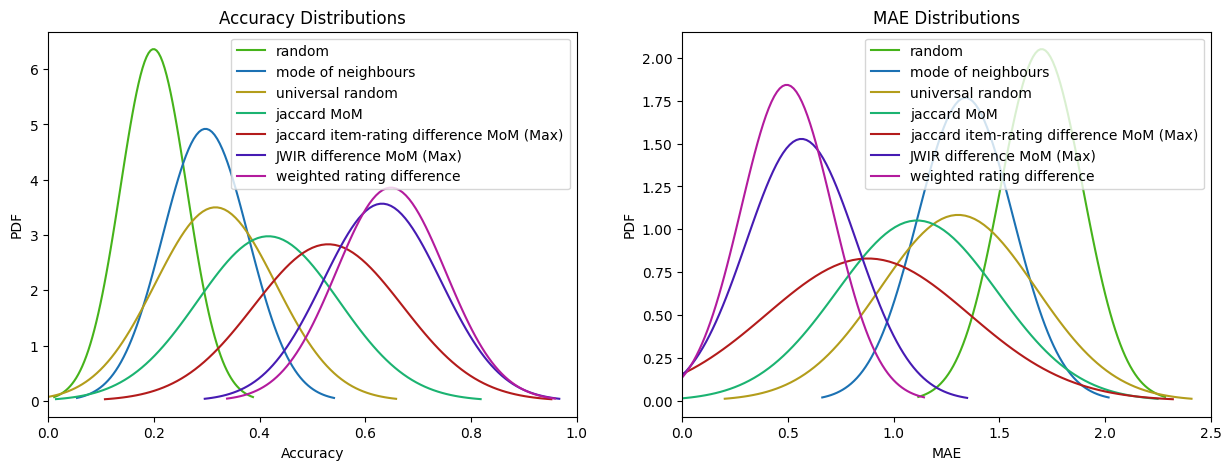 Accuracy Distributions
random
mode of neighbours
universal random
jaccard MoM
jaccard item-rating difference MoM (Max)
JWIR difference MoM (Max)
weighted rating difference
PDF
6
5
4
3
2
1
0
0.0 0.2 0.4 0.6 0.8 1.0
Accuracy
MAE Distributions
random
mode of neighbours
universal random
jaccard MoM
jaccard item-rating difference MoM (Max)
JWIR difference MoM (Max)
weighted rating difference
PDF
2.00
1.75
1.50
1.25
1.00
0.75
0.50
0.25
0.00
0.0 0.5 1.0 1.5 2.0 2.5
MAE